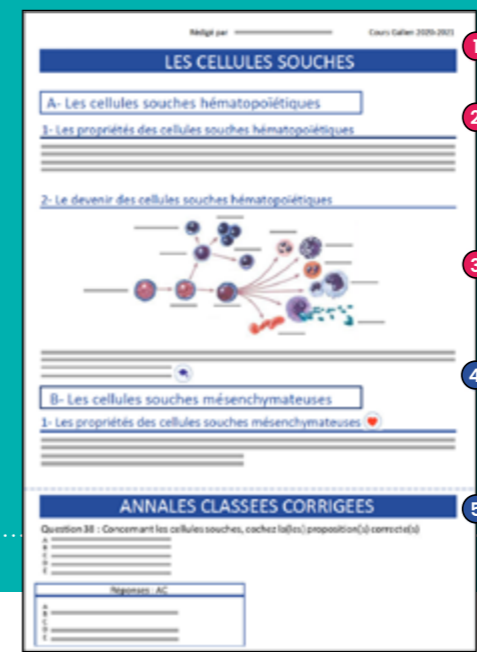 Rédigé par
Cours Galien 2020-2021
1
LES CELLULES SOUCHES
A- Les cellules souches hématopoïétiques
2
1- Les propriétés des cellules souches hématopoïétiques
2- Le devenir des cellules souches hématopoïétiques
3
4
B- Les cellules souches mésenchymateuses
1- Les propriétés des cellules souches mésenchymateuses
5
ANNALES CLASSEES CORRIGEES
Question 38 : Concernant les cellules souches, cochez la(les) proposition(s) correcte(s)
A
B
C
D
E
Réponses : AC
A
B
C
D
E